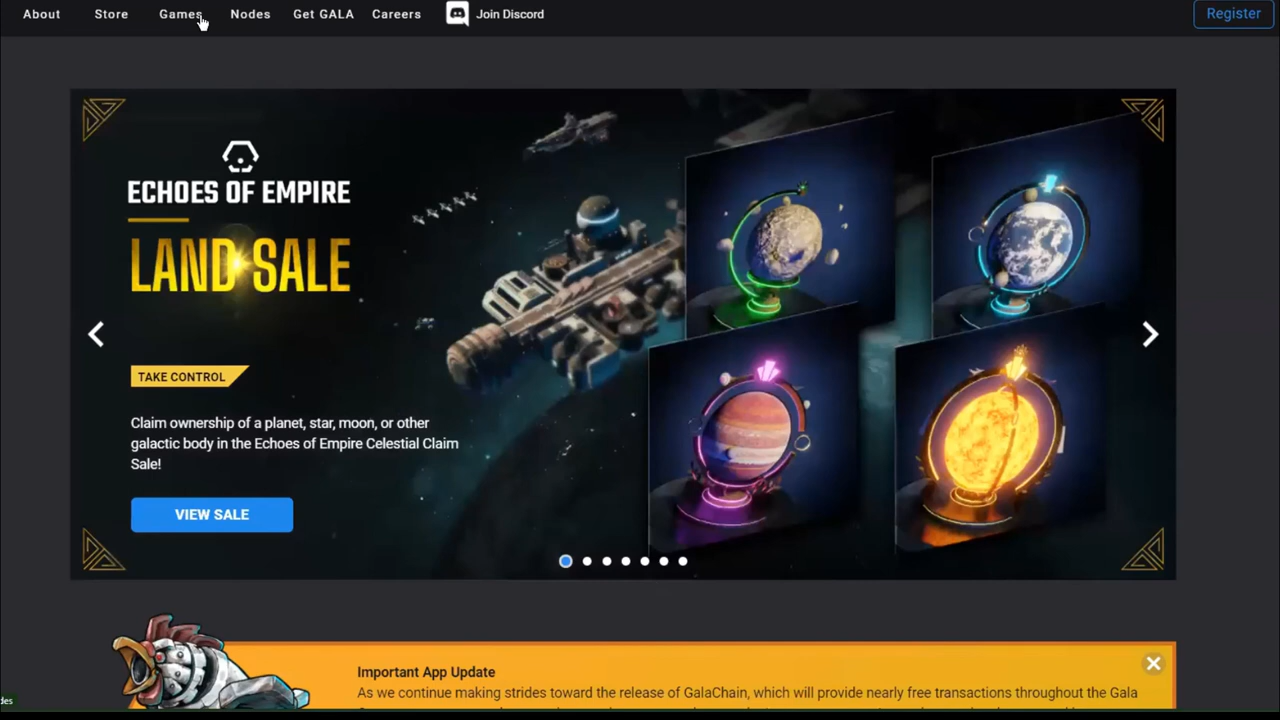 About Store Games Nodes Get GALA Careers Join Discord Register
ECHOES OF EMPIRE
LAND SALE
TAKE CONTROL
Claim ownership of a planet, star, moon, or other
galactic body in the Echoes of Empire Celestial Claim
Sale!
VIEW SALE
Important App Update
As we continue making strides toward the release of GalaChain, which will provide nearly free transactions throughout the Gala
des